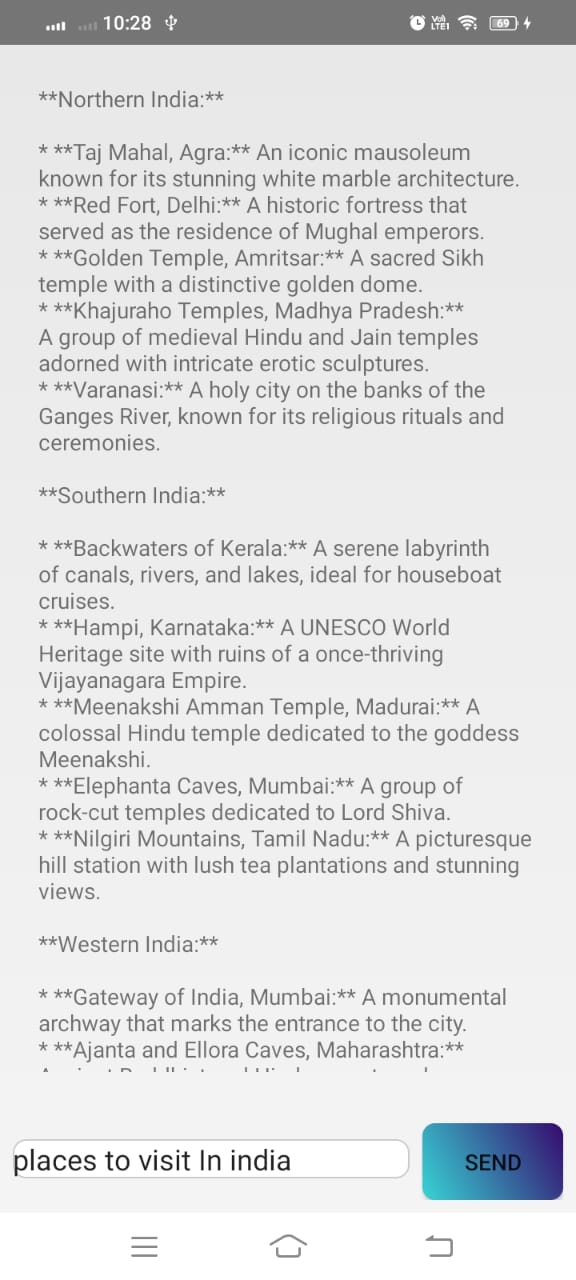 10:28
Vo)
LTE1
69
**Northern India:**
* **Taj Mahal, Agra:** An iconic mausoleum
known for its stunning white marble architecture.
* **Red Fort, Delhi:** A historic fortress that
served as the residence of Mughal emperors.
* **Golden Temple, Amritsar:** A sacred Sikh
temple with a distinctive golden dome.
* **Khajuraho Temples, Madhya Pradesh:**
A group of medieval Hindu and Jain temples
adorned with intricate erotic sculptures.
* **Varanasi:** A holy city on the banks of the
Ganges River, known for its religious rituals and
ceremonies.
**Southern India:**
* **Backwaters of Kerala:** A serene labyrinth
of canals, rivers, and lakes, ideal for houseboat
cruises.
* **Hampi, Karnataka:** A UNESCO World
Heritage site with ruins of a once-thriving
Vijayanagara Empire.
* **Meenakshi Amman Temple, Madurai:** A
colossal Hindu temple dedicated to the goddess
Meenakshi.
* **Elephanta Caves, Mumbai:** A group of
rock-cut temples dedicated to Lord Shiva.
* **Nilgiri Mountains, Tamil Nadu:** A picturesque
hill station with lush tea plantations and stunning
views.
**Western India:**
* **Gateway of India, Mumbai:** A monumental
archway that marks the entrance to the city.
* **Ajanta and Ellora Caves, Maharashtra:**
places to visit In india
SEND